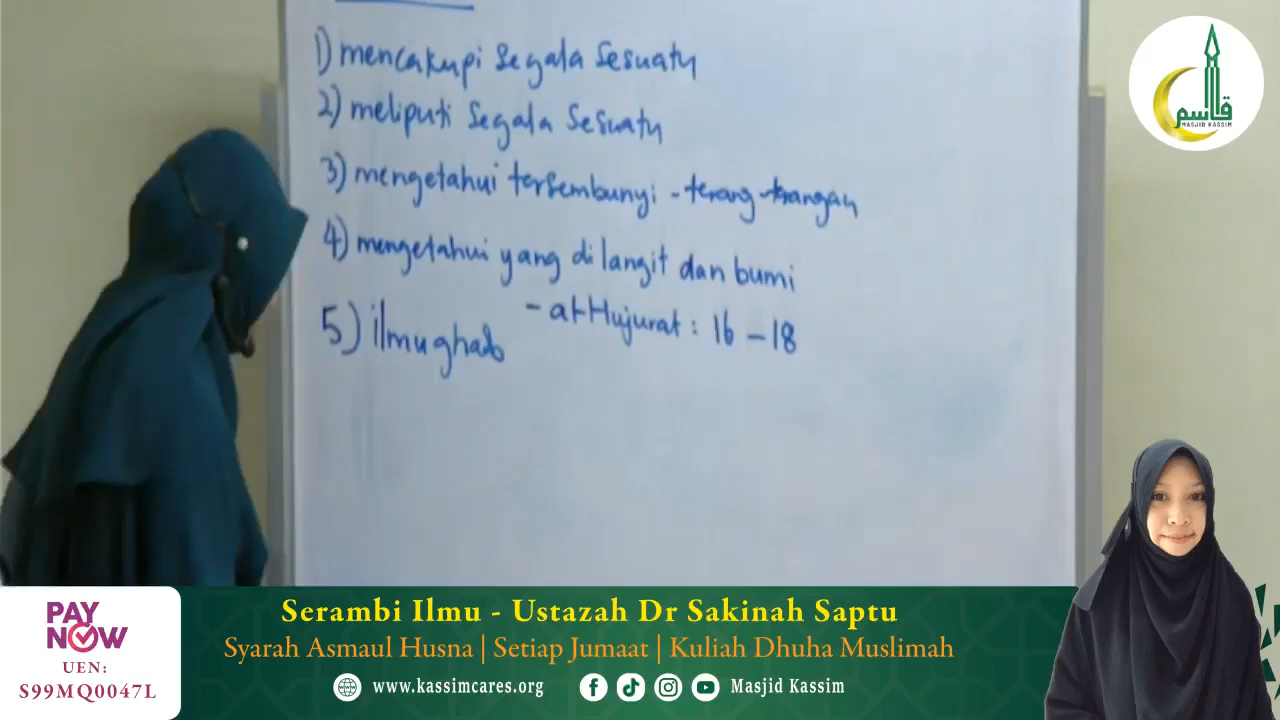 1) mencakupi segala sesuatu
2) meliputi segala sesuatu
3) mengetahui tersembunyi - terang-terangan
4) mengetahui yang di langit dan bumi
- al-Hujurat : 16 - 18
5) ilmu ghaib
قاسم
MASJID KASSIM
PAY
NOW
UEN:
S99MQ0047L
Serambi Ilmu - Ustazah Dr Sakinah Saptu
Syarah Asmaul Husna | Setiap Jumaat | Kuliah Dhuha Muslimah
www.kassimcares.org
Masjid Kassim